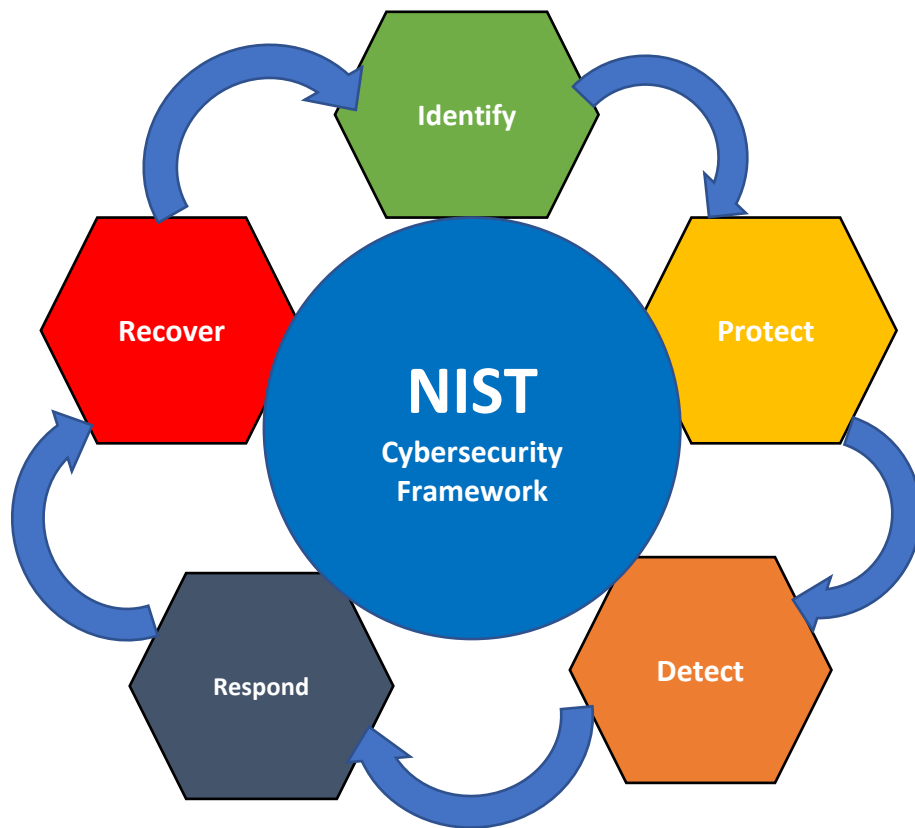 Identify
Protect
Detect
Respond
Recover
NIST
Cybersecurity
Framework